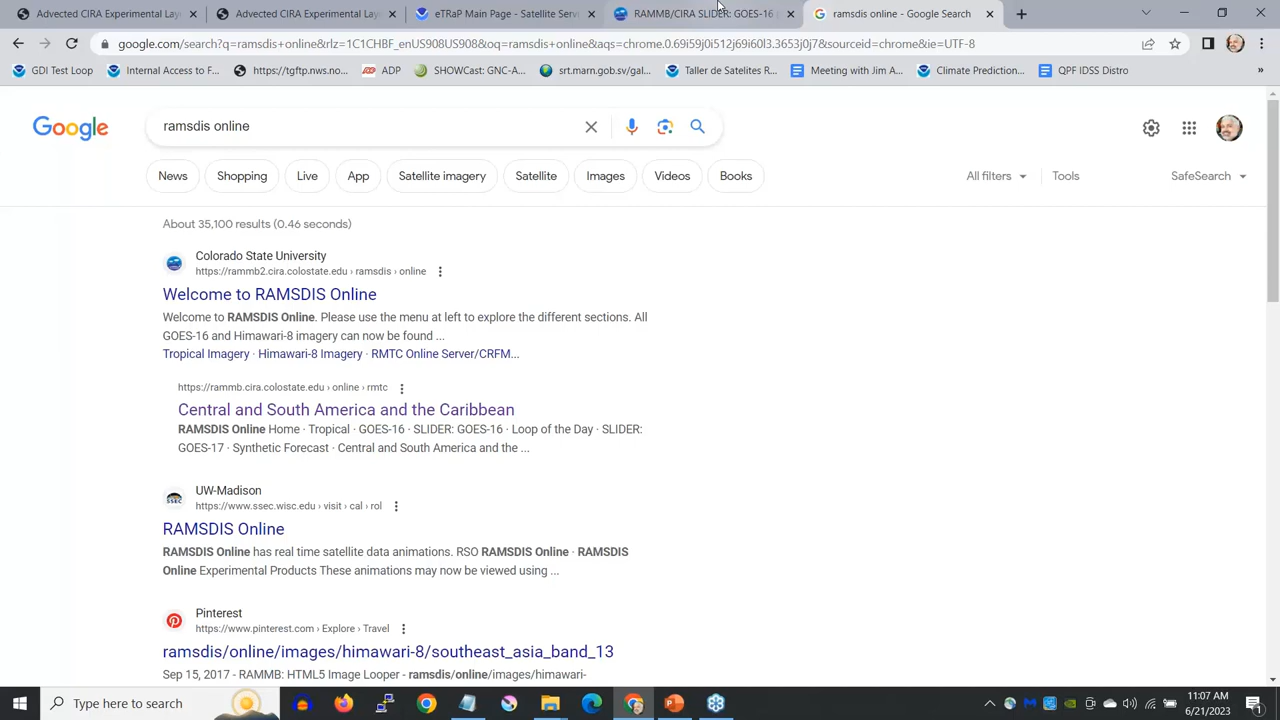 Advected CIRA Experimental Lay
Advected CIRA Experimental Lay
eTRaP Main Page - Satellite Serv
RAMMB/CIRA SLIDER: GOES-16
ramsdis online - Google Search
google.com/search?q=ramsdis+online&rlz=1C1CHBF_enUS908US908&oq=ramsdis+online&aqs=chrome.0.69i59j0i512j69i60l3.3653j0j7&sourceid=chrome&ie=UTF-8
GDI Test Loop
Internal Access to F...
https://tgftp.nws.no...
ADP
SHOWCast: GNC-A...
srt.marn.gob.sv/gal...
Taller de Satelites R...
Meeting with Jim A...
Climate Prediction...
QPF IDSS Distro
»
Google
ramsdis online
News
Shopping
Live
App
Satellite imagery
Satellite
Images
Videos
Books
All filters
Tools
SafeSearch
About 35,100 results (0.46 seconds)
Colorado State University
https://rammb2.cira.colostate.edu › ramsdis › online
Welcome to RAMSDIS Online
Welcome to RAMSDIS Online. Please use the menu at left to explore the different sections. All
GOES-16 and Himawari-8 imagery can now be found ...
Tropical Imagery · Himawari-8 Imagery · RMTC Online Server/CRFM...
https://rammb.cira.colostate.edu › online › rmtc
Central and South America and the Caribbean
RAMSDIS Online Home · Tropical · GOES-16 · SLIDER: GOES-16 · Loop of the Day · SLIDER:
GOES-17 · Synthetic Forecast · Central and South America and the ...
SSEC
UW-Madison
https://www.ssec.wisc.edu › visit › cal › rol
RAMSDIS Online
RAMSDIS Online has real time satellite data animations. RSO RAMSDIS Online · RAMSDIS
Online Experimental Products These animations may now be viewed using ...
Pinterest
https://www.pinterest.com › Explore › Travel
ramsdis/online/images/himawari-8/southeast_asia_band_13
Sep 15, 2017 - RAMMB: HTML5 Image Looper - ramsdis/online/images/himawari-
Type here to search
11:07 AM
6/21/2023
1